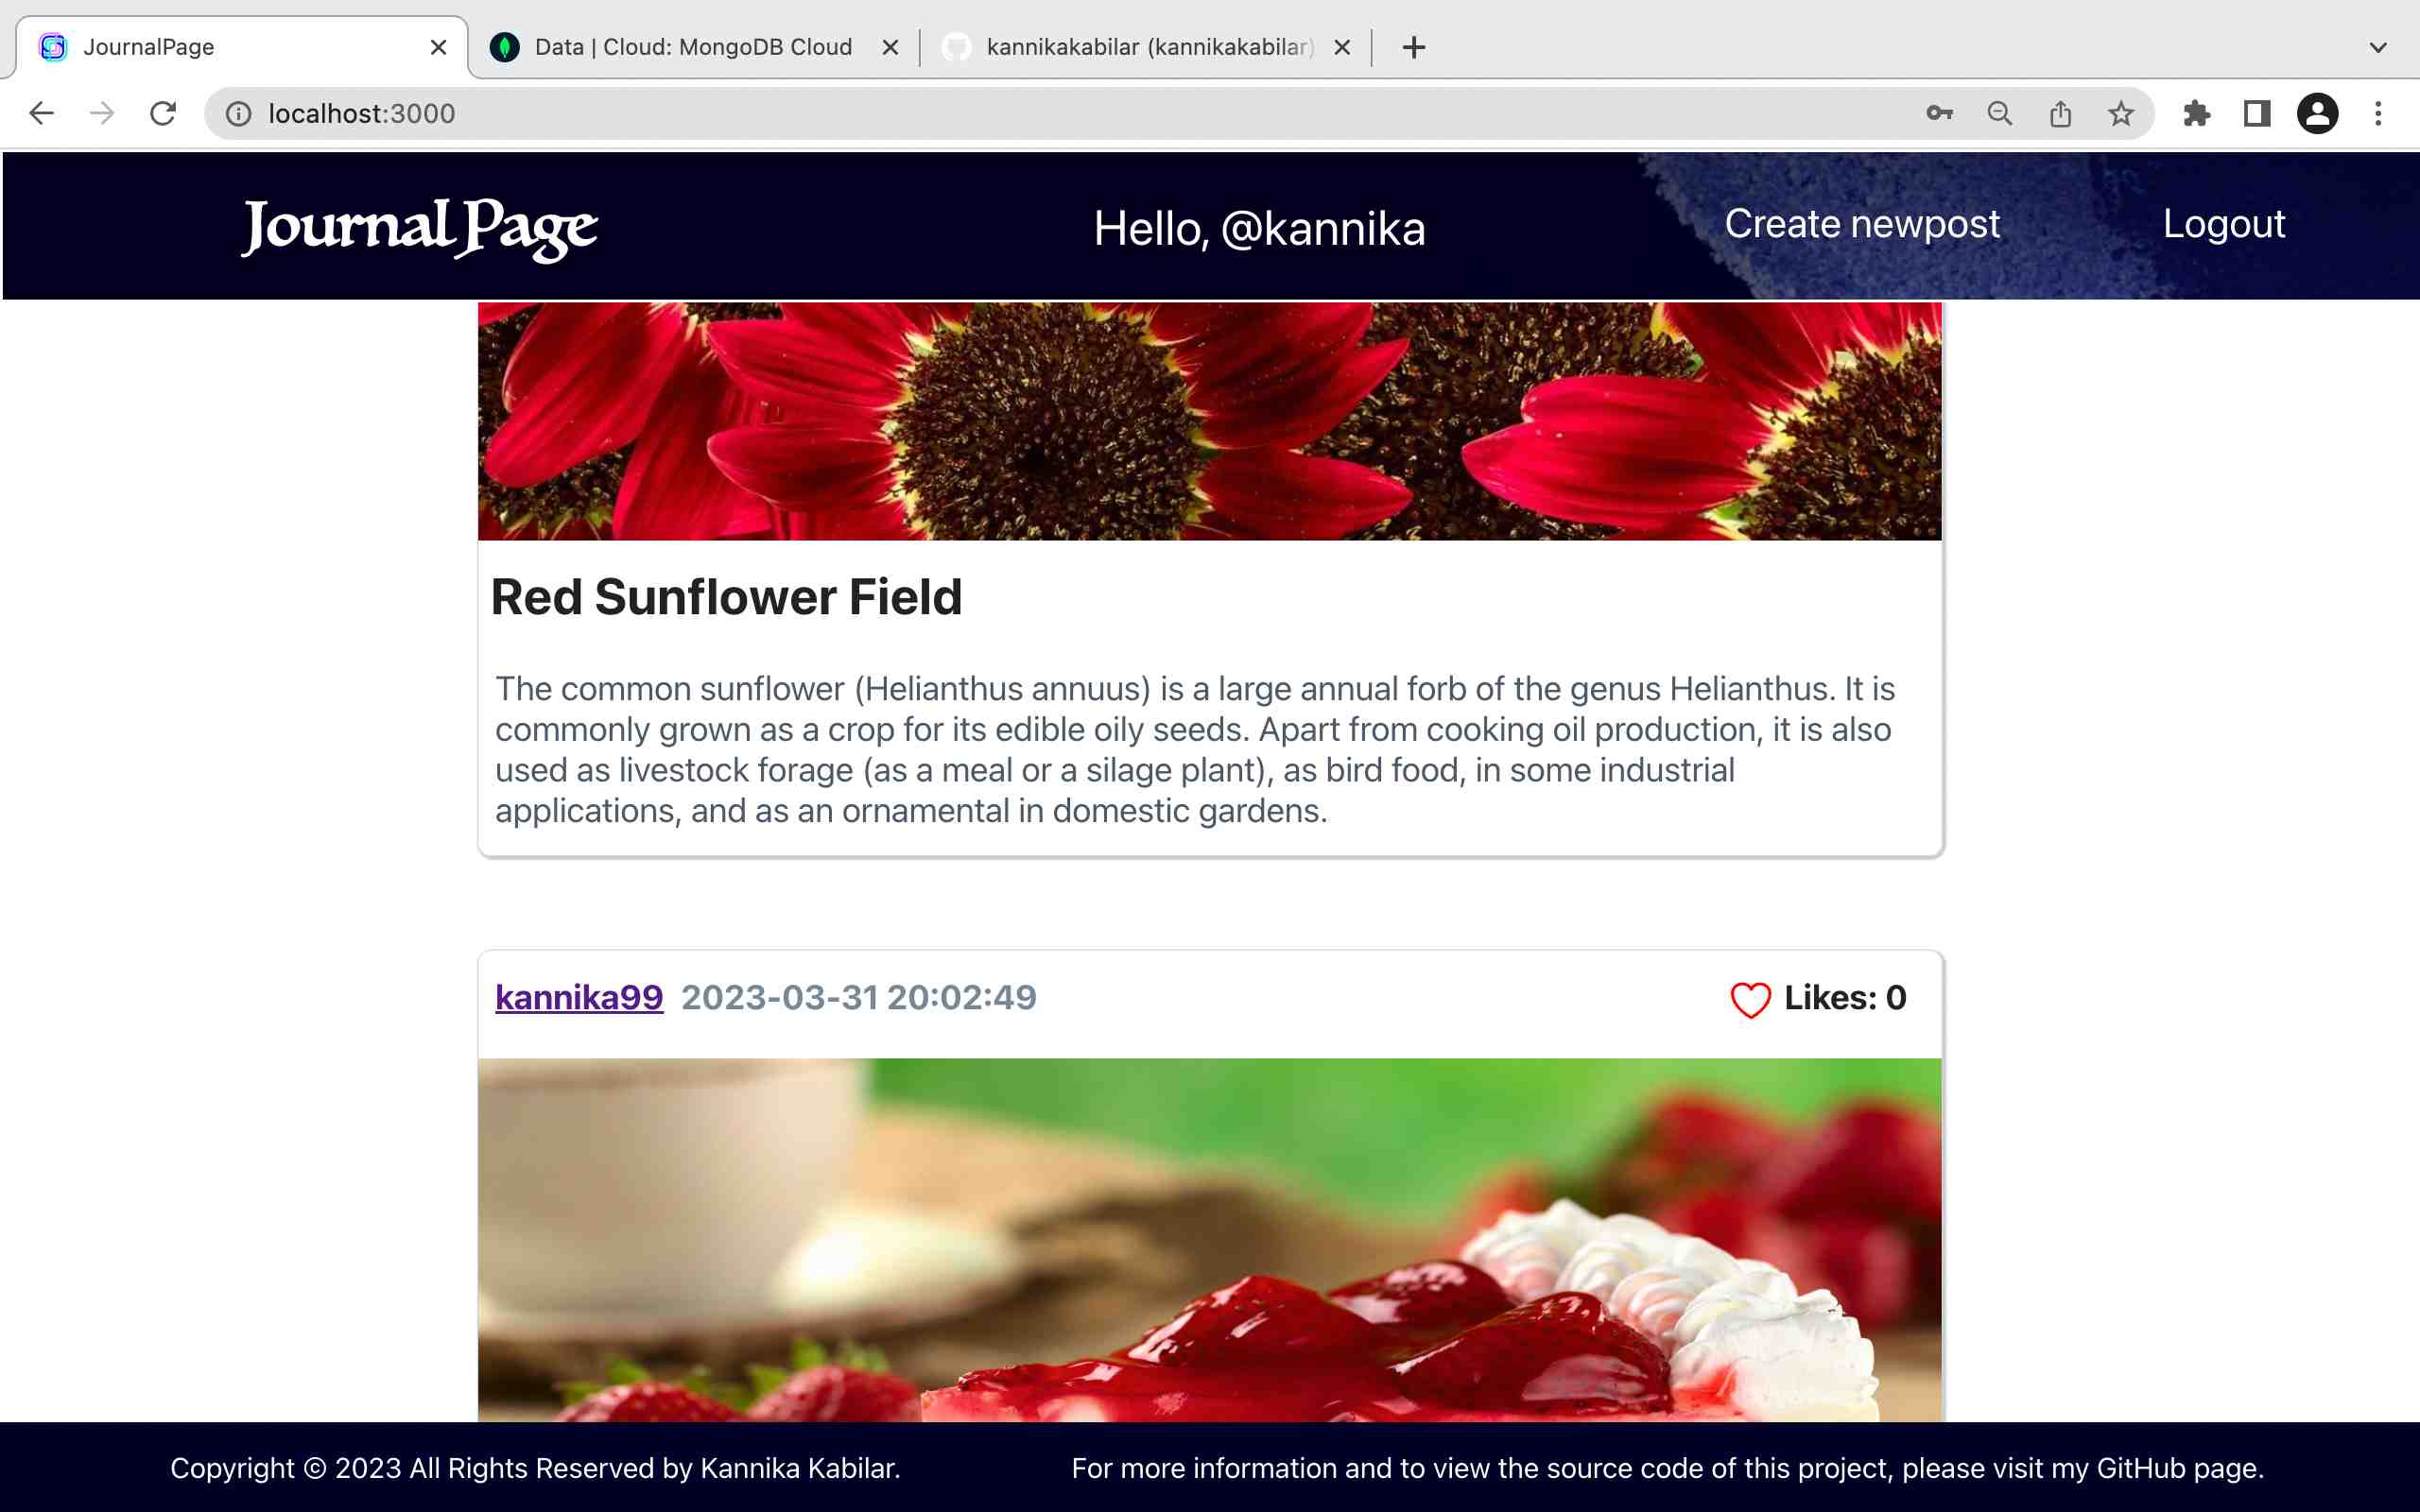 JournalPage
Data | Cloud: MongoDB Cloud
kannikakabilar (kannikakabilar)
localhost:3000
Journal Page
Hello, @kannika
Create newpost
Logout
Red Sunflower Field
The common sunflower (Helianthus annuus) is a large annual forb of the genus Helianthus. It is
commonly grown as a crop for its edible oily seeds. Apart from cooking oil production, it is also
used as livestock forage (as a meal or a silage plant), as bird food, in some industrial
applications, and as an ornamental in domestic gardens.
kannika99 2023-03-31 20:02:49
Likes: 0
Copyright © 2023 All Rights Reserved by Kannika Kabilar.
For more information and to view the source code of this project, please visit my GitHub page.